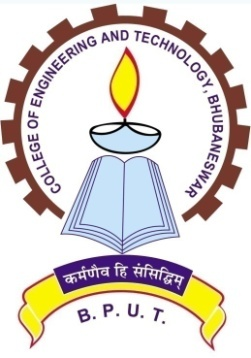 COLLEGE OF ENGINEERING AND TECHNOLOGY, BHUBANESWAR
कर्मणैव हि संसिद्धिम्
B. P. U. T.